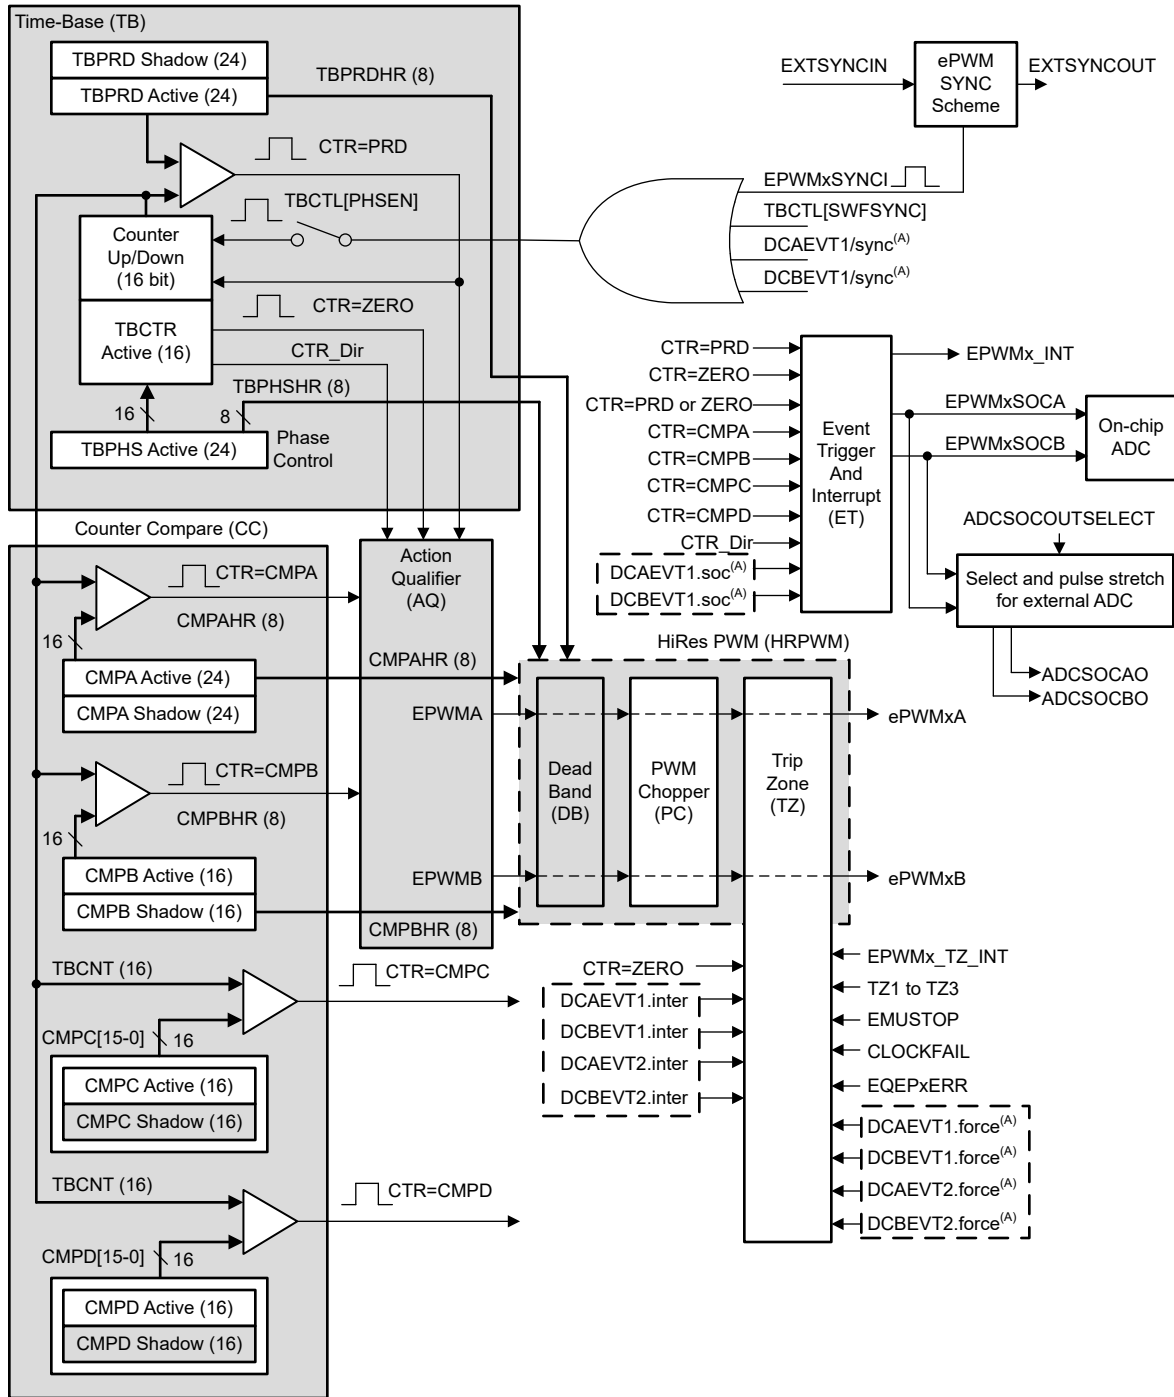 Time-Base (TB)
TBPRD Shadow (24)
TBPRD Active (24)
TBPRDHR (8)
CTR=PRD
TBCTL[PHSEN]
Counter
Up/Down
(16 bit)
CTR=ZERO
TBCTR
Active (16)
CTR_Dir
TBPHSHR (8)
16
8
TBPHS Active (24)
Phase
Control
EXTSYNCIN
ePWM
SYNC
Scheme
EXTSYNCOUT
EPWMxSYNCI
TBCTL[SWFSYNC]
DCAEVT1/sync(A)
DCBEVT1/sync(A)
CTR=PRD
CTR=ZERO
CTR=PRD or ZERO
CTR=CMPA
CTR=CMPB
CTR=CMPC
CTR=CMPD
CTR_Dir
DCAEVT1.soc(A)
DCBEVT1.soc(A)
Event
Trigger
And
Interrupt
(ET)
EPWMx_INT
EPWMxSOCA
EPWMxSOCB
On-chip
ADC
ADCSOCOUTSELECT
Select and pulse stretch
for external ADC
ADCSOCAO
ADCSOCBO
Counter Compare (CC)
CTR=CMPA
CMPAHR (8)
16
CMPA Active (24)
CMPA Shadow (24)
CTR=CMPB
CMPBHR (8)
16
CMPB Active (16)
CMPB Shadow (16)
TBCNT (16)
CTR=CMPC
CMPC[15-0]
16
CMPC Active (16)
CMPC Shadow (16)
TBCNT (16)
CTR=CMPD
CMPD[15-0]
16
CMPD Active (16)
CMPD Shadow (16)
Action
Qualifier
(AQ)
CMPAHR (8)
EPWMA
EPWMB
CMPBHR (8)
HiRes PWM (HRPWM)
Dead
Band
(DB)
PWM
Chopper
(PC)
Trip
Zone
(TZ)
ePWMxA
ePWMxB
CTR=ZERO
DCAEVT1.inter
DCBEVT1.inter
DCAEVT2.inter
DCBEVT2.inter
EPWMx_TZ_INT
TZ1 to TZ3
EMUSTOP
CLOCKFAIL
EQEPxERR
DCAEVT1.force(A)
DCBEVT1.force(A)
DCAEVT2.force(A)
DCBEVT2.force(A)